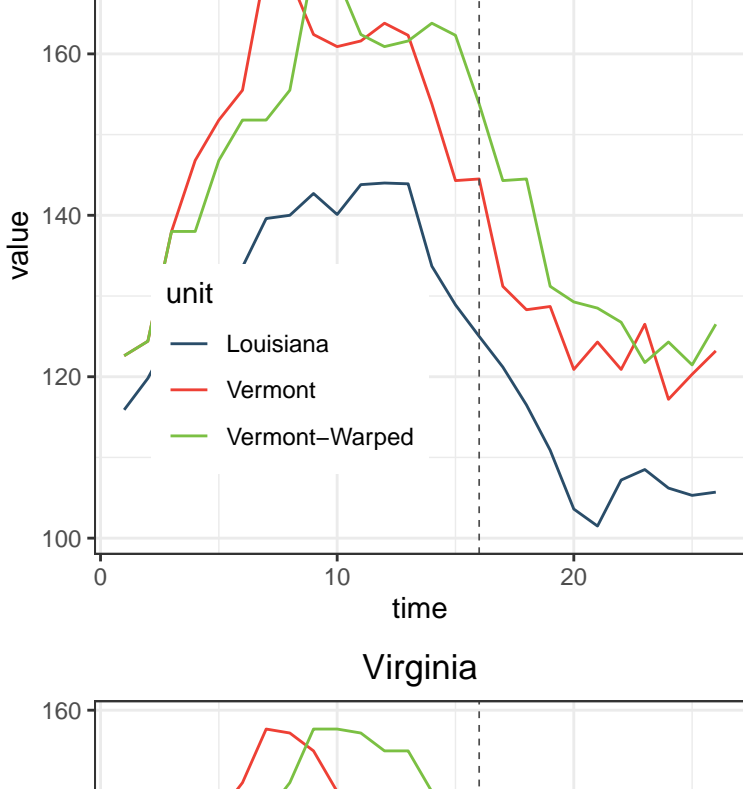 160
140
120
100
value
unit
Louisiana
Vermont
Vermont−Warped
0 10 20
time
Virginia
160